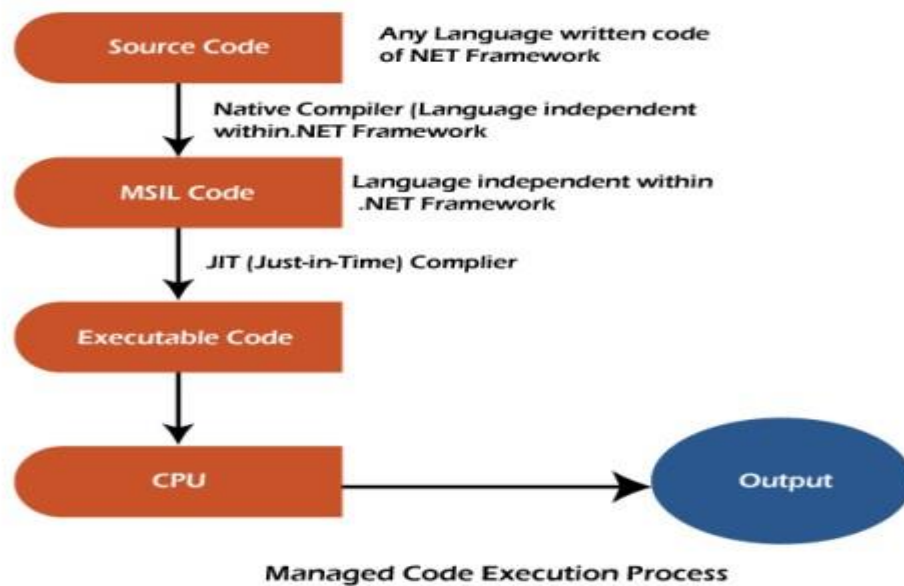 Source Code
Any Language written code
of NET Framework
Native Compiler (Language independent
within.NET Framework
MSIL Code
Language independent within
.NET Framework
JIT (Just-in-Time) Complier
Executable Code
CPU
Output
Managed Code Execution Process